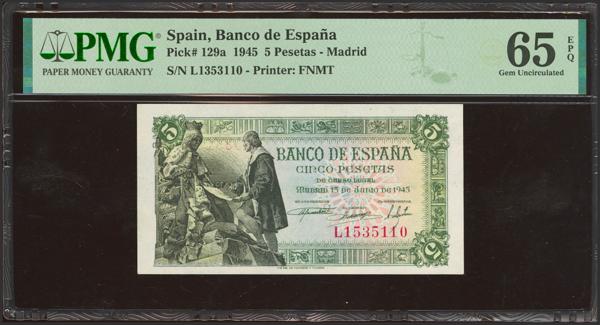 PMG
PAPER MONEY GUARANTY
Spain, Banco de España
Pick# 129a 1945 5 Pesetas - Madrid
S/N L1353110 - Printer: FNMT
65
EPQ
Gem Uncirculated
5
5
BANCO DE ESPAÑA
CINCO PESETAS
DE CURSO LEGAL
MADRID 15 DE JUNIO DE 1945
L1535110
5